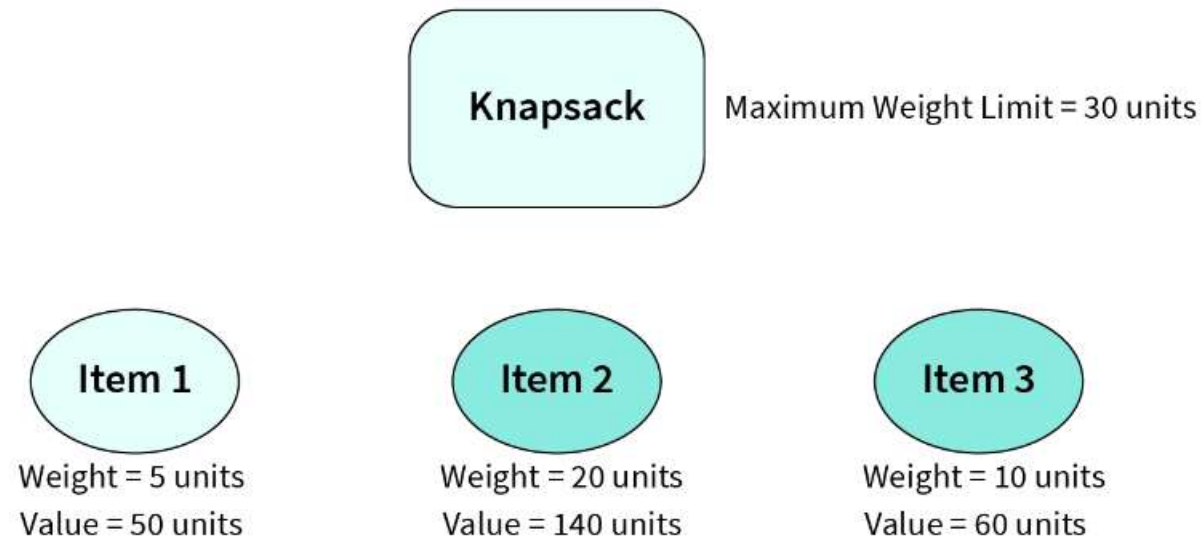 Knapsack
Maximum Weight Limit = 30 units
Item 1
Item 2
Item 3
Weight = 5 units
Weight = 20 units
Weight = 10 units
Value = 50 units
Value = 140 units
Value = 60 units